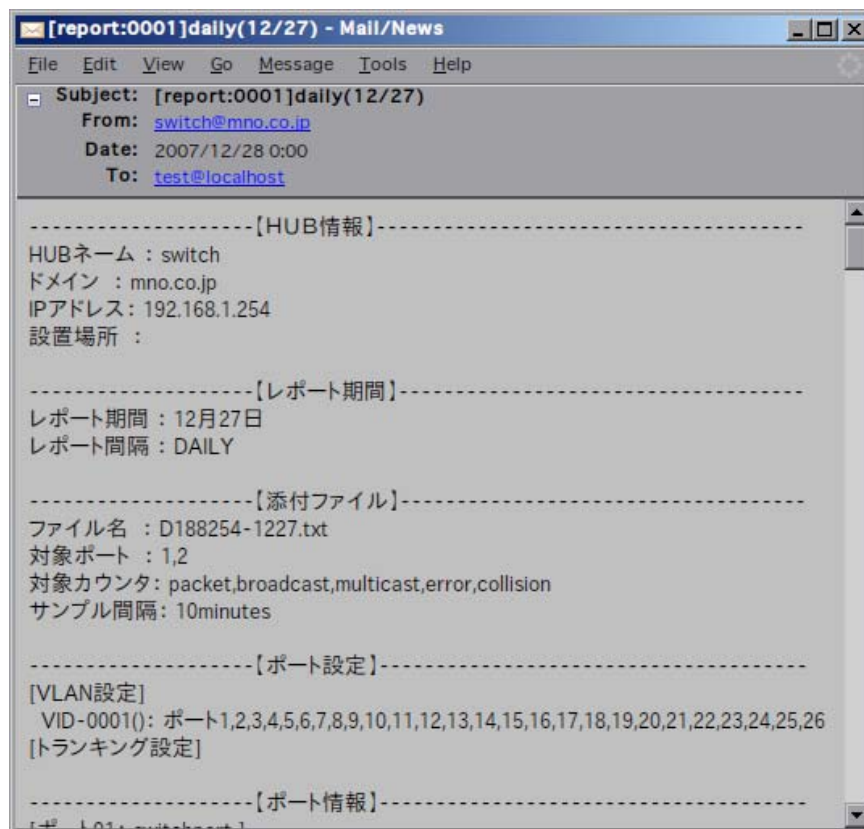 [report:0001]daily(12/27) - Mail/News
File Edit View Go Message Tools Help
Subject: [report:0001]daily(12/27)
From: switch@mno.co.jp
Date: 2007/12/28 0:00
To: test@localhost
--------------------【HUB情報】--------------------------------------
HUBネーム : switch
ドメイン : mno.co.jp
IPアドレス: 192.168.1.254
設置場所 :
--------------------【レポート期間】------------------------------------
レポート期間 : 12月27日
レポート間隔 : DAILY
--------------------【添付ファイル】------------------------------------
ファイル名 : D188254-1227.txt
対象ポート : 1,2
対象カウンタ: packet,broadcast,multicast,error,collision
サンプル間隔: 10minutes
--------------------【ポート設定】--------------------------------------
[VLAN設定]
VID-0001(): ポート1,2,3,4,5,6,7,8,9,10,11,12,13,14,15,16,17,18,19,20,21,22,23,24,25,26
[トランキング設定]
--------------------【ポート情報】--------------------------------------
[ポート01: switchport ]